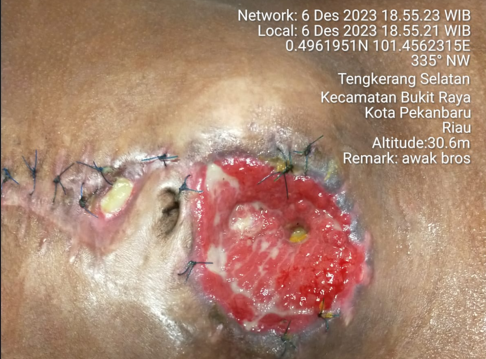 Network: 6 Des 2023 18.55.23 WIB
Local: 6 Des 2023 18.55.21 WIB
0.4961951N 101.4562315E
335° NW
Tengkerang Selatan
Kecamatan Bukit Raya
Kota Pekanbaru
Riau
Altitude:30.6m
Remark: awak bros